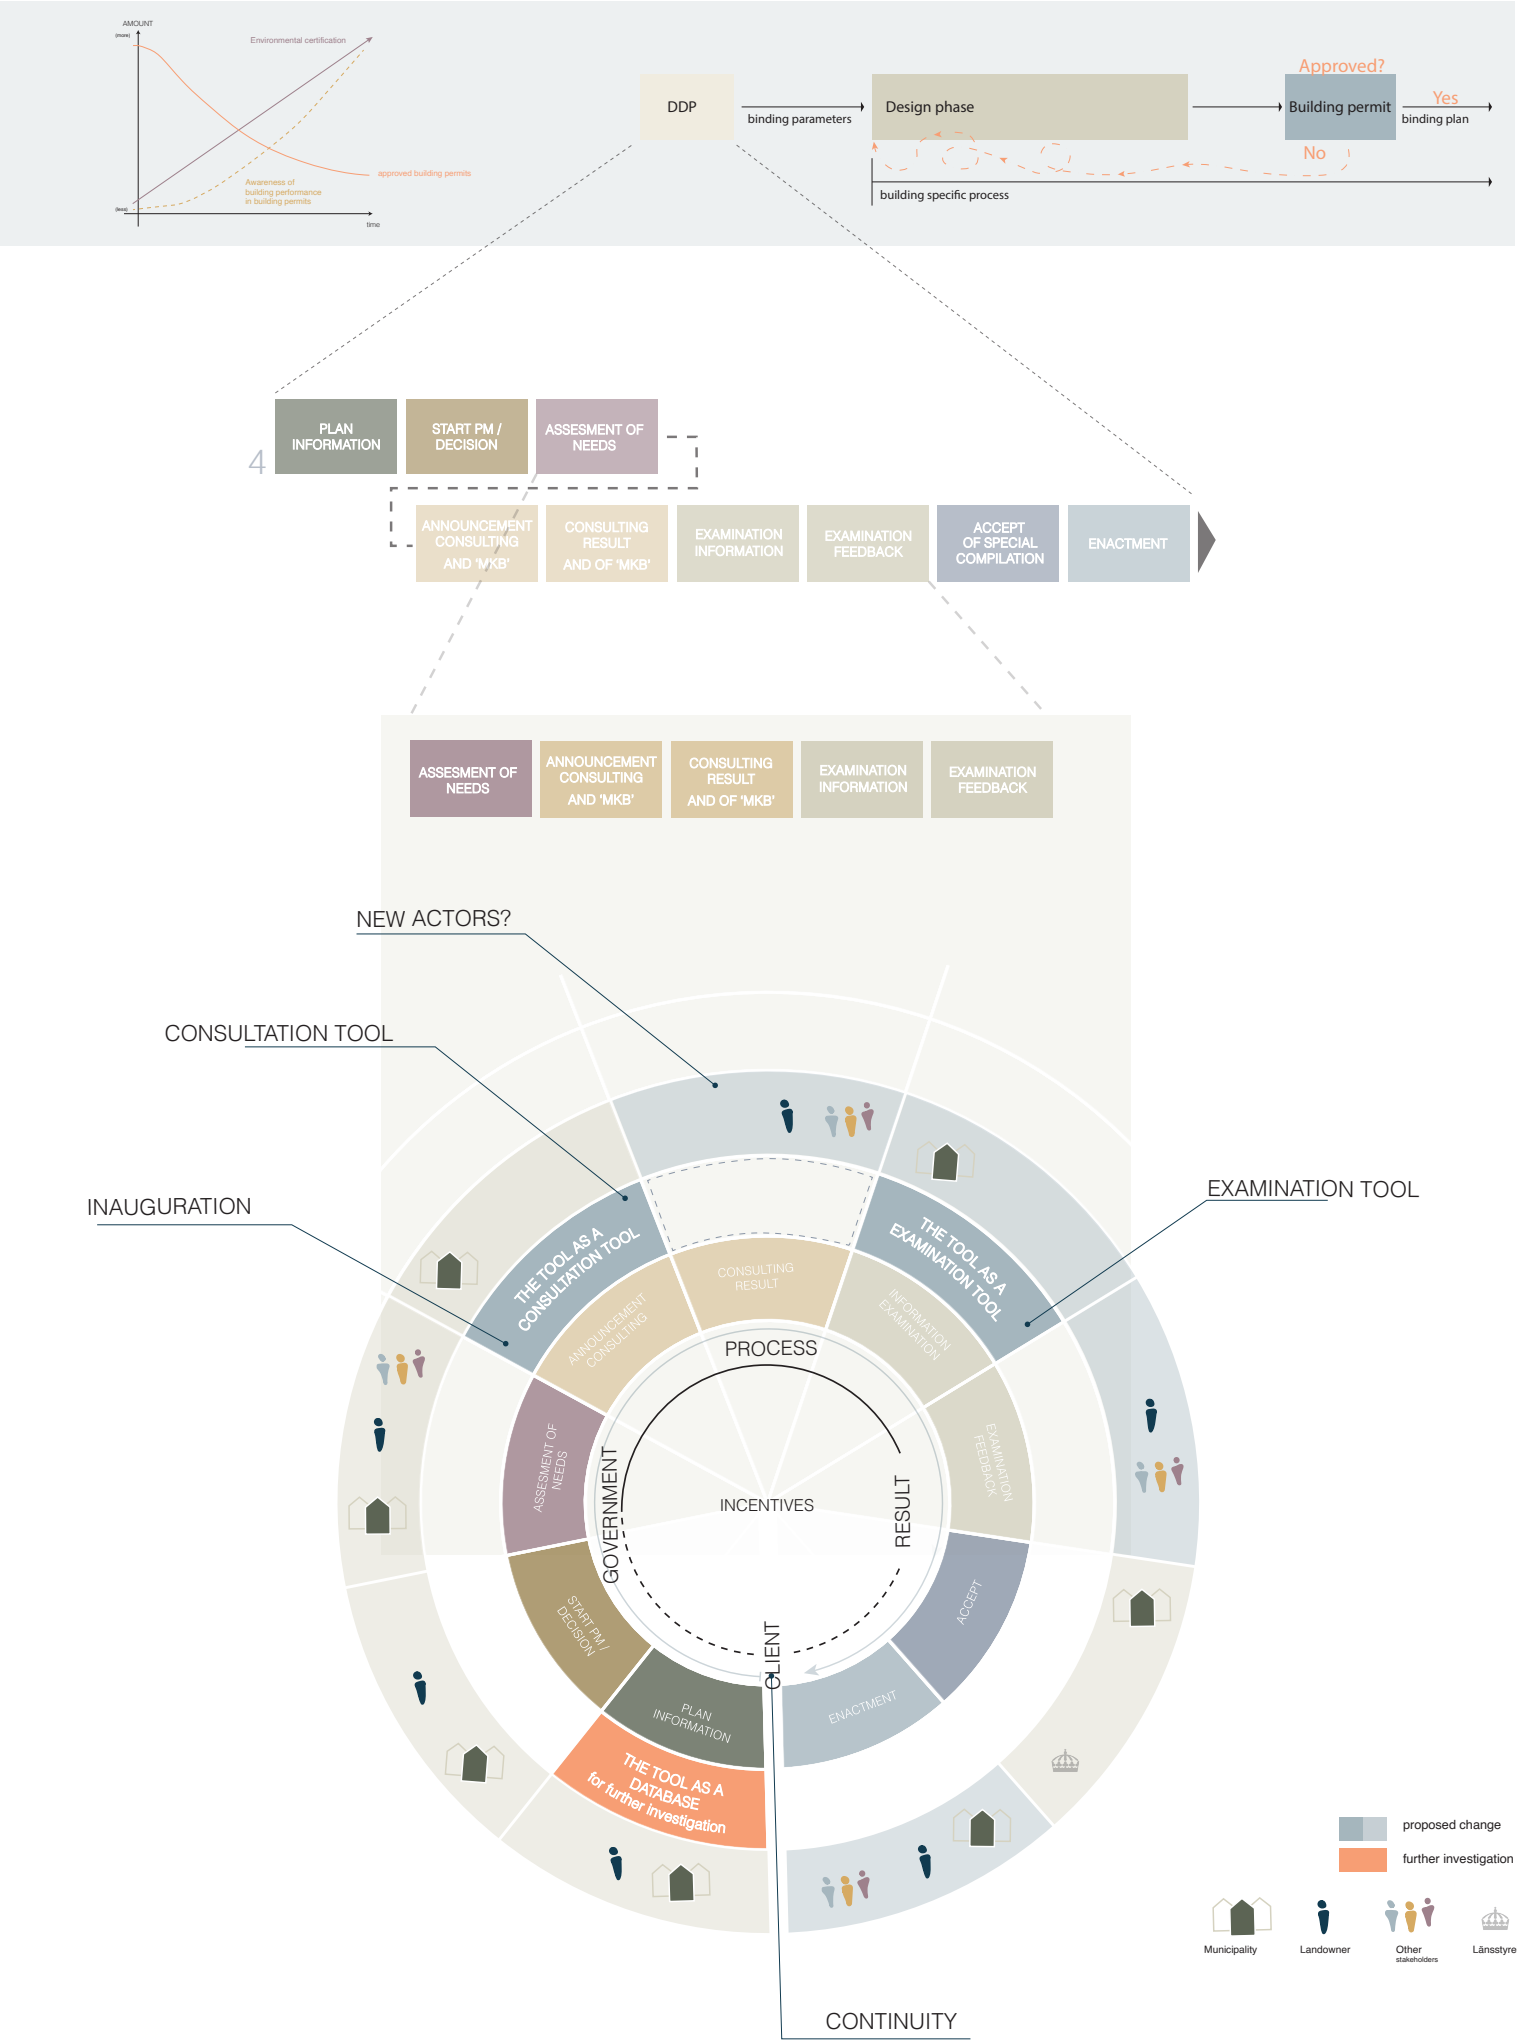 AMOUNT
(more)
Environmental certification
approved building permits
Awareness of
building performance
in building permits
(less)
time
DDP
binding parameters
Design phase
Approved?
Building permit
Yes
binding plan
No
building specific process
4
PLAN
INFORMATION
START PM /
DECISION
ASSESMENT OF
NEEDS
ANNOUNCEMENT
CONSULTING
AND 'MKB'
CONSULTING
RESULT
AND OF 'MKB'
EXAMINATION
INFORMATION
EXAMINATION
FEEDBACK
ACCEPT
OF SPECIAL
COMPILATION
ENACTMENT
ASSESMENT OF
NEEDS
ANNOUNCEMENT
CONSULTING
AND 'MKB'
CONSULTING
RESULT
AND OF 'MKB'
EXAMINATION
INFORMATION
EXAMINATION
FEEDBACK
NEW ACTORS?
CONSULTATION TOOL
INAUGURATION
EXAMINATION TOOL
THE TOOL AS A
CONSULTATION TOOL
THE TOOL AS A
EXAMINATION TOOL
ANNOUNCEMENT
CONSULTING
CONSULTING
RESULT
INFORMATION
EXAMINATION
PROCESS
ASSESMENT OF
NEEDS
EXAMINATION
FEEDBACK
GOVERNMENT
INCENTIVES
RESULT
CLIENT
START PM /
DECISION
ACCEPT
PLAN
INFORMATION
ENACTMENT
THE TOOL AS A
DATABASE
for further investigation
proposed change
further investigation
Municipality
Landowner
Other
stakeholders
Länsstyre
CONTINUITY